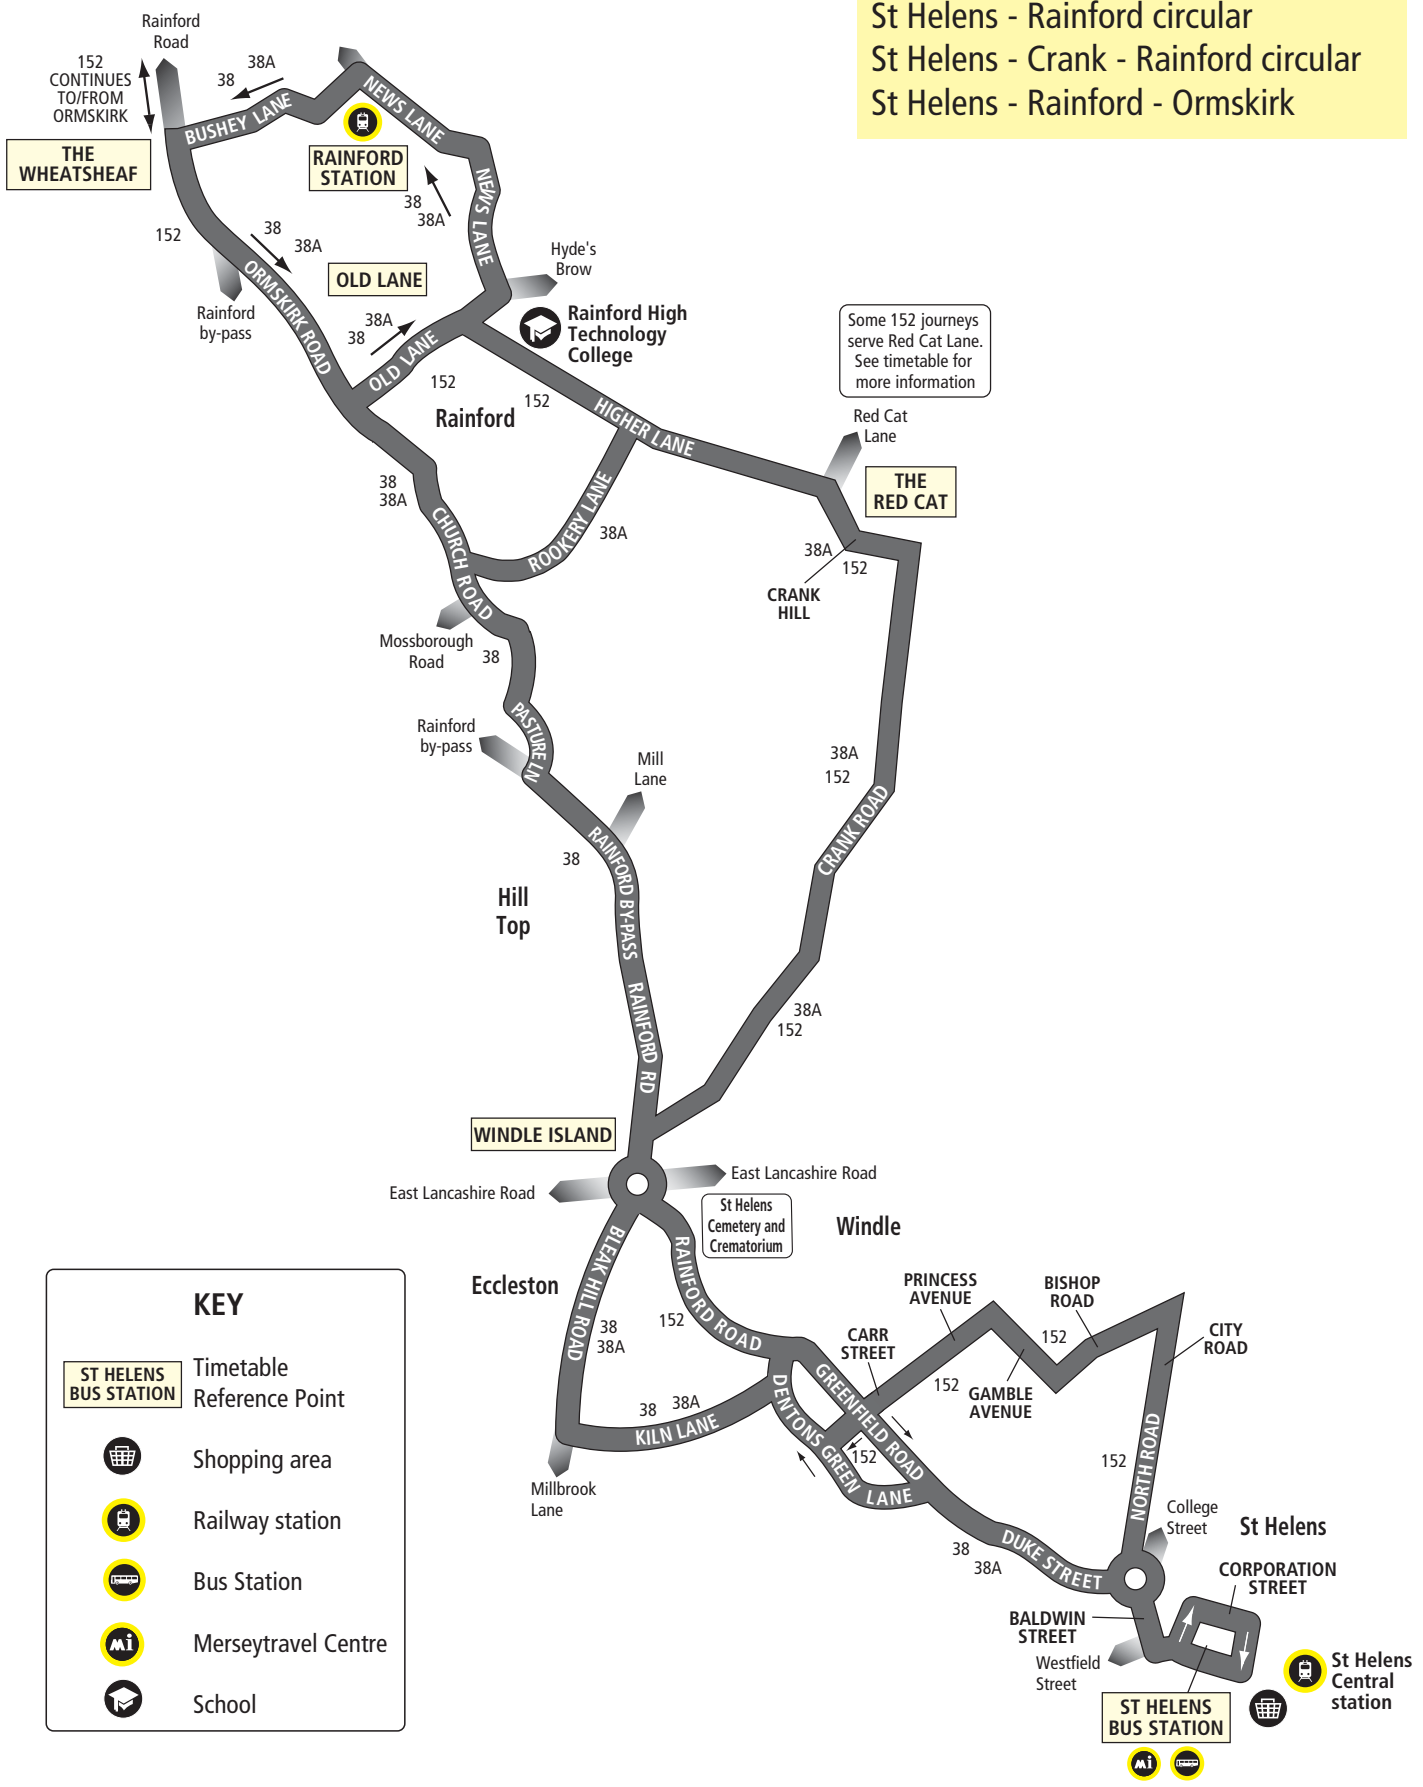 St Helens - Rainford circular
St Helens - Crank - Rainford circular
St Helens - Rainford - Ormskirk
Rainford
Road
152
CONTINUES
TO/FROM
ORMSKIRK
38A
38
THE
WHEATSHEAF
BUSHEY LANE
NEWS LANE
RAINFORD
STATION
38
38A
NEWS LANE
152
38
38A
Hyde's
Brow
OLD LANE
ORMSKIRK ROAD
Rainford
by-pass
38A
38
OLD LANE
Rainford High
Technology
College
152
152
Rainford
Some 152 journeys
serve Red Cat Lane.
See timetable for
more information
HIGHER LANE
Red Cat
Lane
THE
RED CAT
38
38A
CHURCH ROAD
ROOKERY LANE
38A
38A
152
CRANK
HILL
Mossborough
Road
38
PASTURE LN
Rainford
by-pass
Mill
Lane
38A
152
RAINFORD BY-PASS
38
CRANK ROAD
Hill
Top
RAINFORD RD
38A
152
WINDLE ISLAND
East Lancashire Road
East Lancashire Road
St Helens
Cemetery and
Crematorium
Windle
BLEAK HILL ROAD
RAINFORD ROAD
Eccleston
38
38A
152
PRINCESS
AVENUE
BISHOP
ROAD
152
CITY
ROAD
CARR
STREET
152
GAMBLE
AVENUE
GREENFIELD ROAD
DENTONS GREEN LANE
38 38A
KILN LANE
152
152
NORTH ROAD
Millbrook
Lane
College
Street
St Helens
38
38A
DUKE STREET
CORPORATION
STREET
BALDWIN
STREET
Westfield
Street
St Helens
Central
station
ST HELENS
BUS STATION
mi
KEY
ST HELENS
BUS STATION
Timetable
Reference Point
Shopping area
Railway station
Bus Station
mi
Merseytravel Centre
School